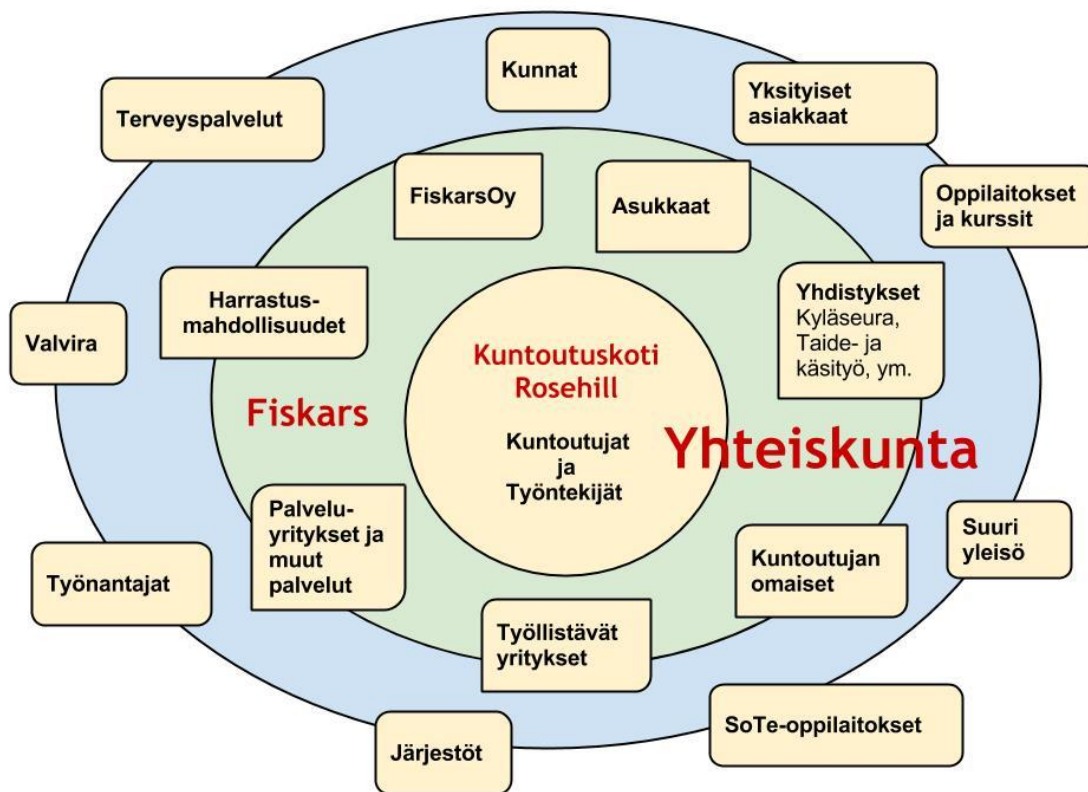 Kunnat
Terveyspalvelut
Yksityiset
asiakkaat
FiskarsOy
Asukkaat
Oppilaitokset
ja kurssit
Harrastus-
mahdollisuudet
Yhdistykset
Kyläseura,
Taide- ja
käsityö, ym.
Valvira
Kuntoutuskoti
Rosehill
Fiskars
Kuntoutujat
ja
Työntekijät
Yhteiskunta
Palvelu-
yritykset ja
muut
palvelut
Suuri
yleisö
Työnantajat
Kuntoutujan
omaiset
Työllistävät
yritykset
SoTe-oppilaitokset
Järjestöt